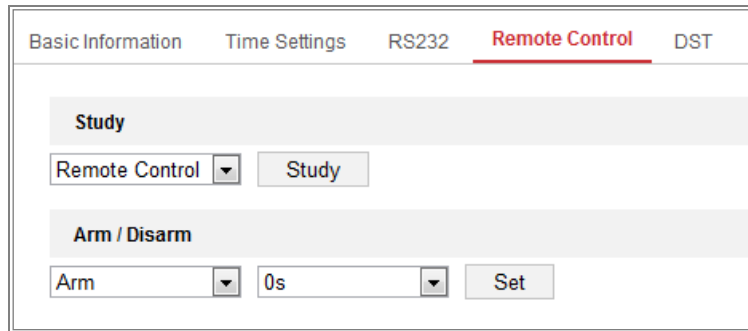 Basic Information Time Settings RS232 Remote Control DST
Study
Remote Control Study
Arm / Disarm
Arm 0s Set